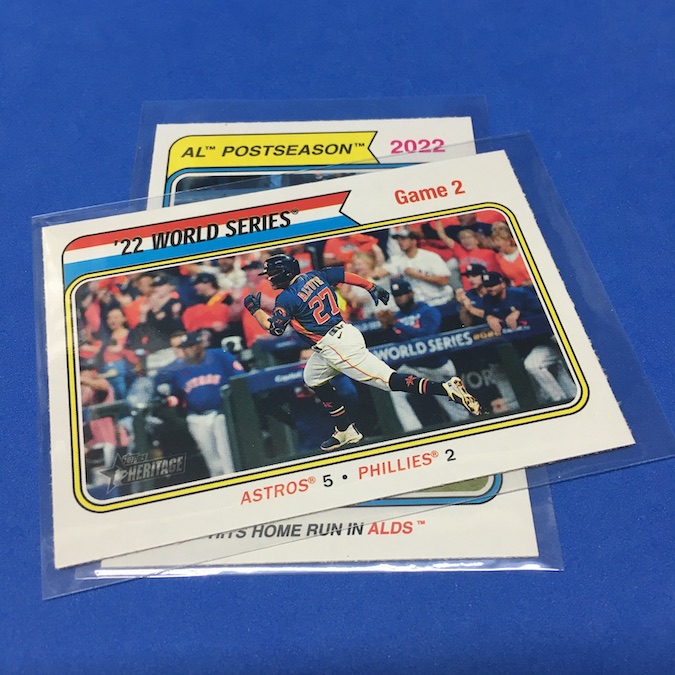 AL™ POSTSEASON™ 2022
'22 WORLD SERIES® Game 2
ALTUVE
27
WORLD SERIES
Topps
HERITAGE
ASTROS® 5 • PHILLIES® 2
HITS HOME RUN IN ALDS™